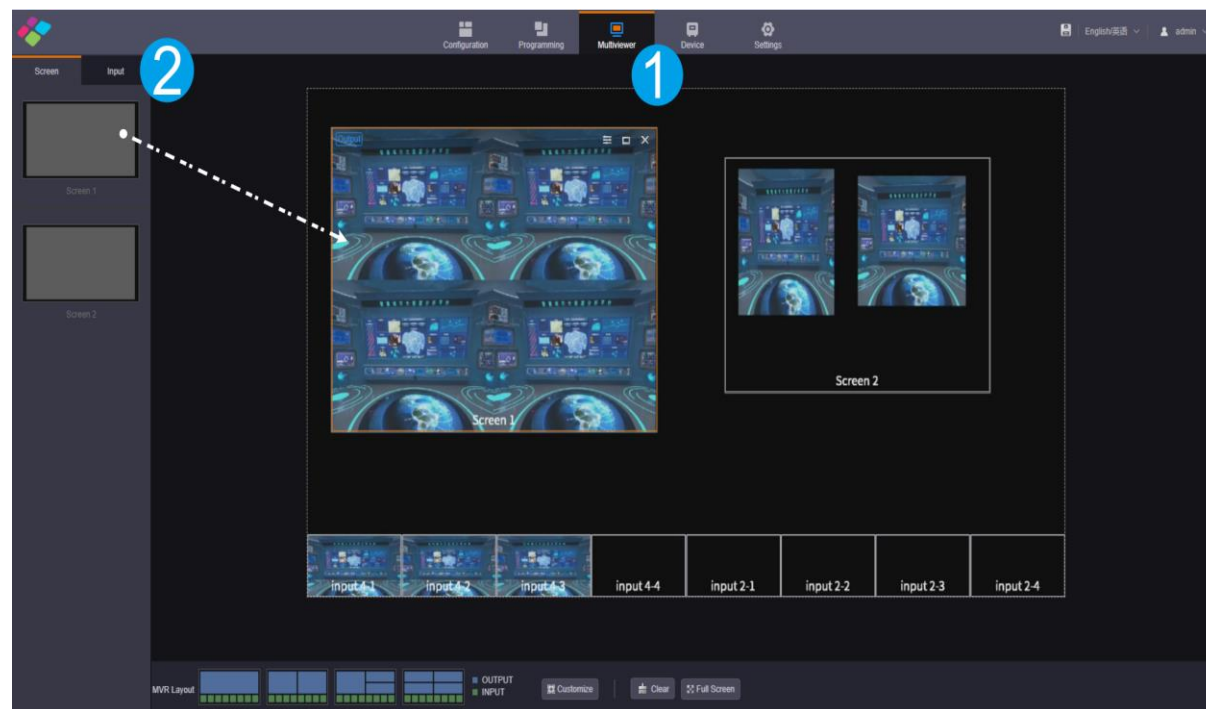 Configuration
Programming
Multiviewer
Device
Settings
English/英语
admin
1
2
Screen
Input
Screen 1
Screen 2
Output
Screen 1
Screen 2
input 4-1
input 4-2
input 4-3
input 4-4
input 2-1
input 2-2
input 2-3
input 2-4
MVR Layout
OUTPUT
INPUT
Customize
Clear
Full Screen